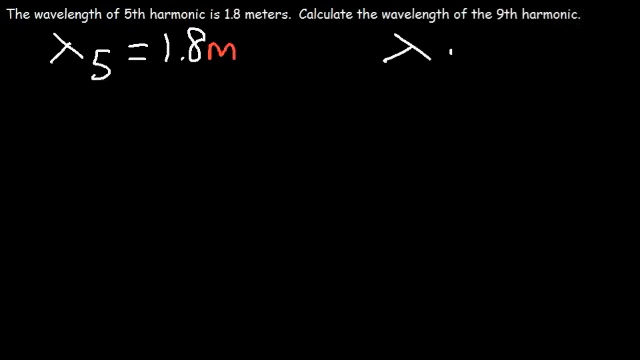 The wavelength of 5th harmonic is 1.8 meters. Calculate the wavelength of the 9th harmonic.
λ₅ = 1.8m λ